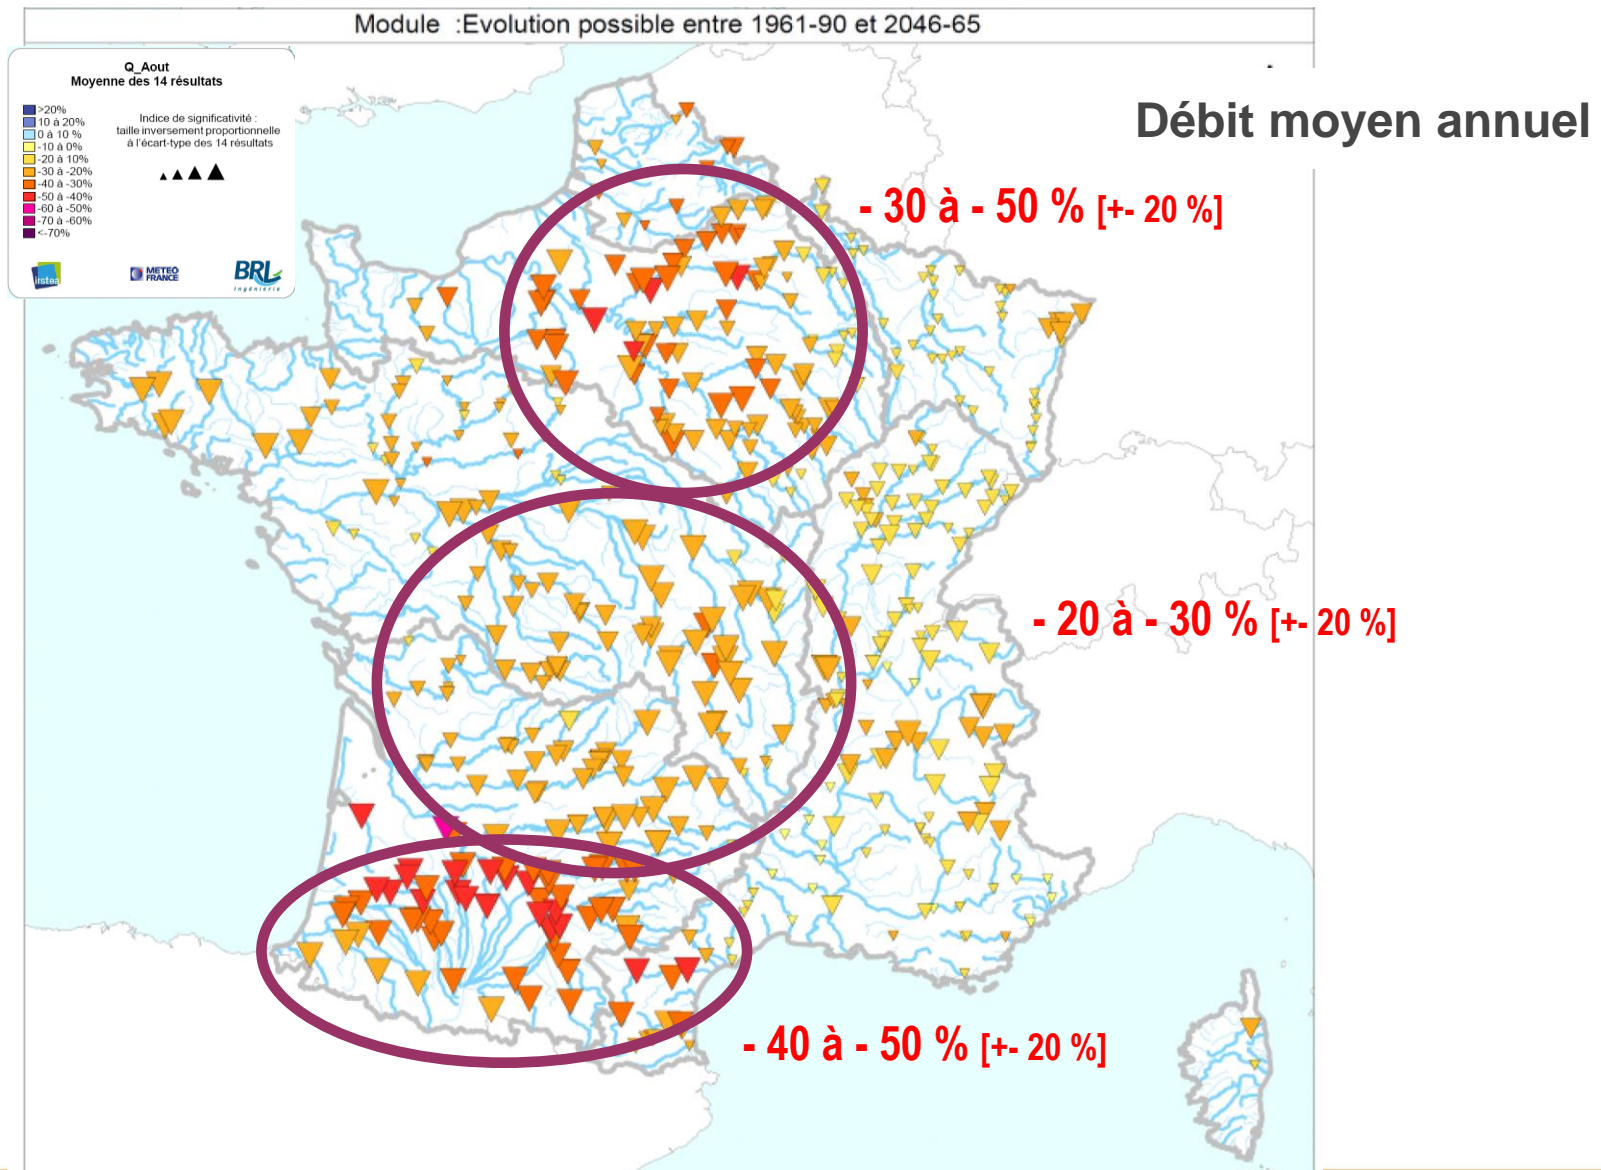 Module :Evolution possible entre 1961-90 et 2046-65
Q_Aout
Moyenne des 14 résultats
>20%
10 à 20%
0 à 10 %
-10 à 0%
-20 à 10%
-30 à -20%
-40 à -30%
-50 à -40%
-60 à -50%
-70 à -60%
<-70%
Indice de significativité :
taille inversement proportionnelle
à l'écart-type des 14 résultats
irstea
METEO
FRANCE
BRL
Ingénierie
Débit moyen annuel
- 30 à - 50 % [+- 20 %]
- 20 à - 30 % [+- 20 %]
- 40 à - 50 % [+- 20 %]